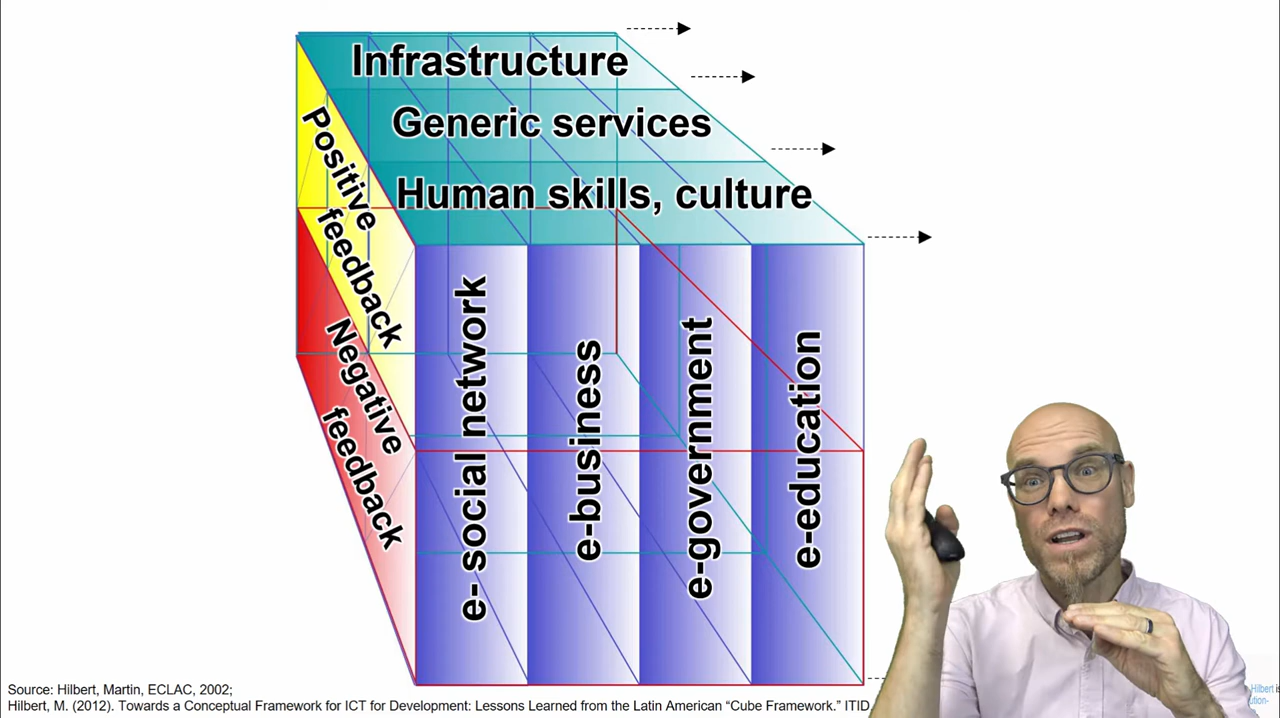 Infrastructure
Generic services
Human skills, culture
Positive
feedback
Negative
feedback
e- social network
e-business
e-government
e-education
Source: Hilbert, Martin, ECLAC, 2002;
Hilbert, M. (2012). Towards a Conceptual Framework for ICT for Development: Lessons Learned from the Latin American “Cube Framework.” ITID
Hilbert is